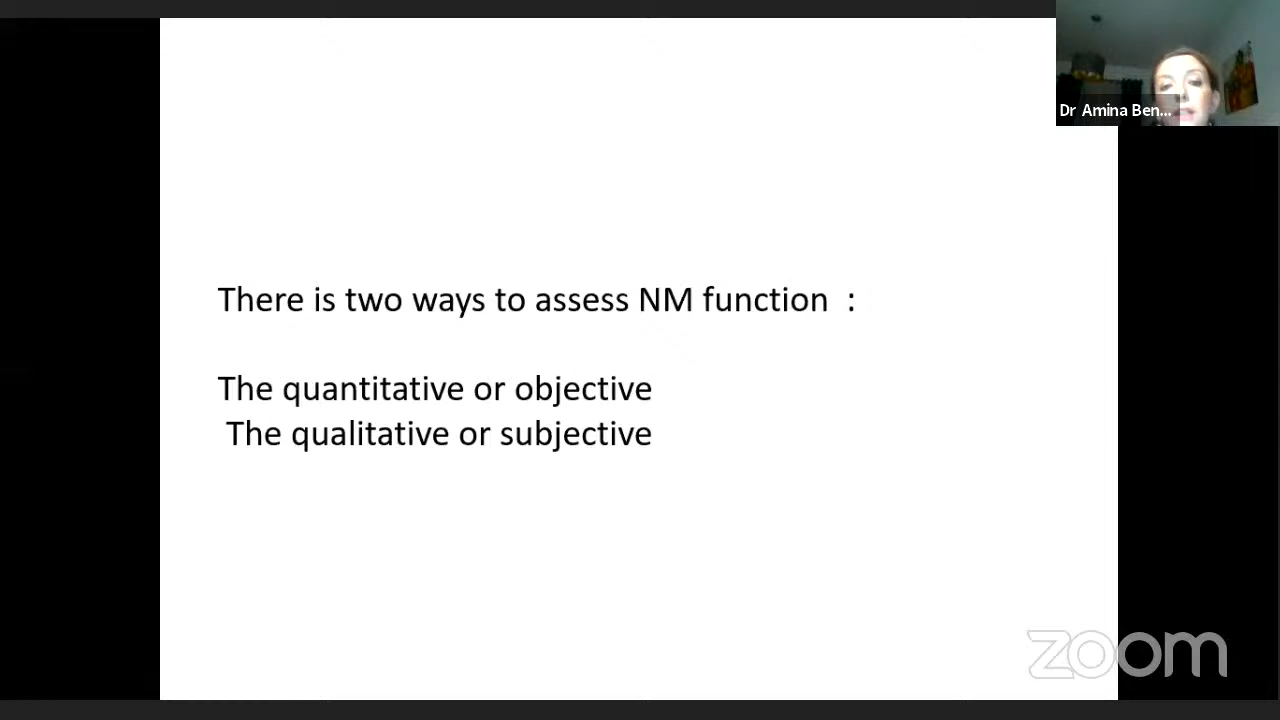 Dr Amina Ben...
There is two ways to assess NM function :
The quantitative or objective
The qualitative or subjective
zoom